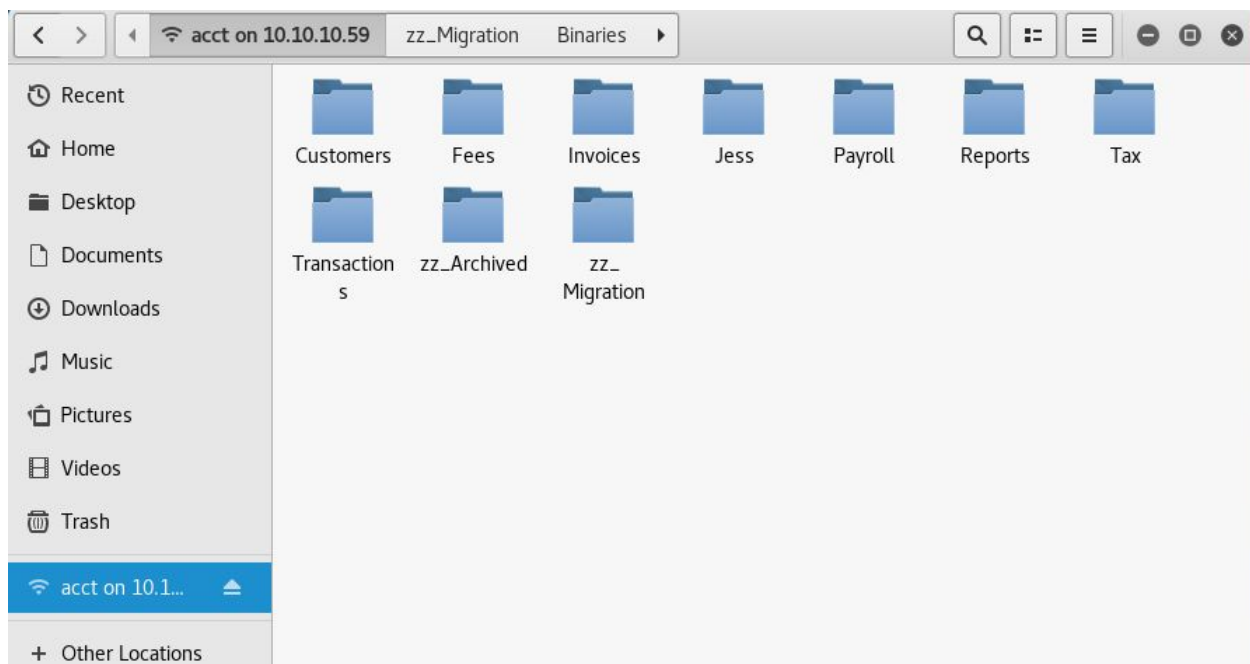 acct on 10.10.10.59 zz_Migration Binaries
Recent
Home
Desktop
Documents
Downloads
Music
Pictures
Videos
Trash
acct on 10.1...
+ Other Locations
Customers Fees Invoices Jess Payroll Reports Tax
Transaction zz_Archived zz_
s Migration